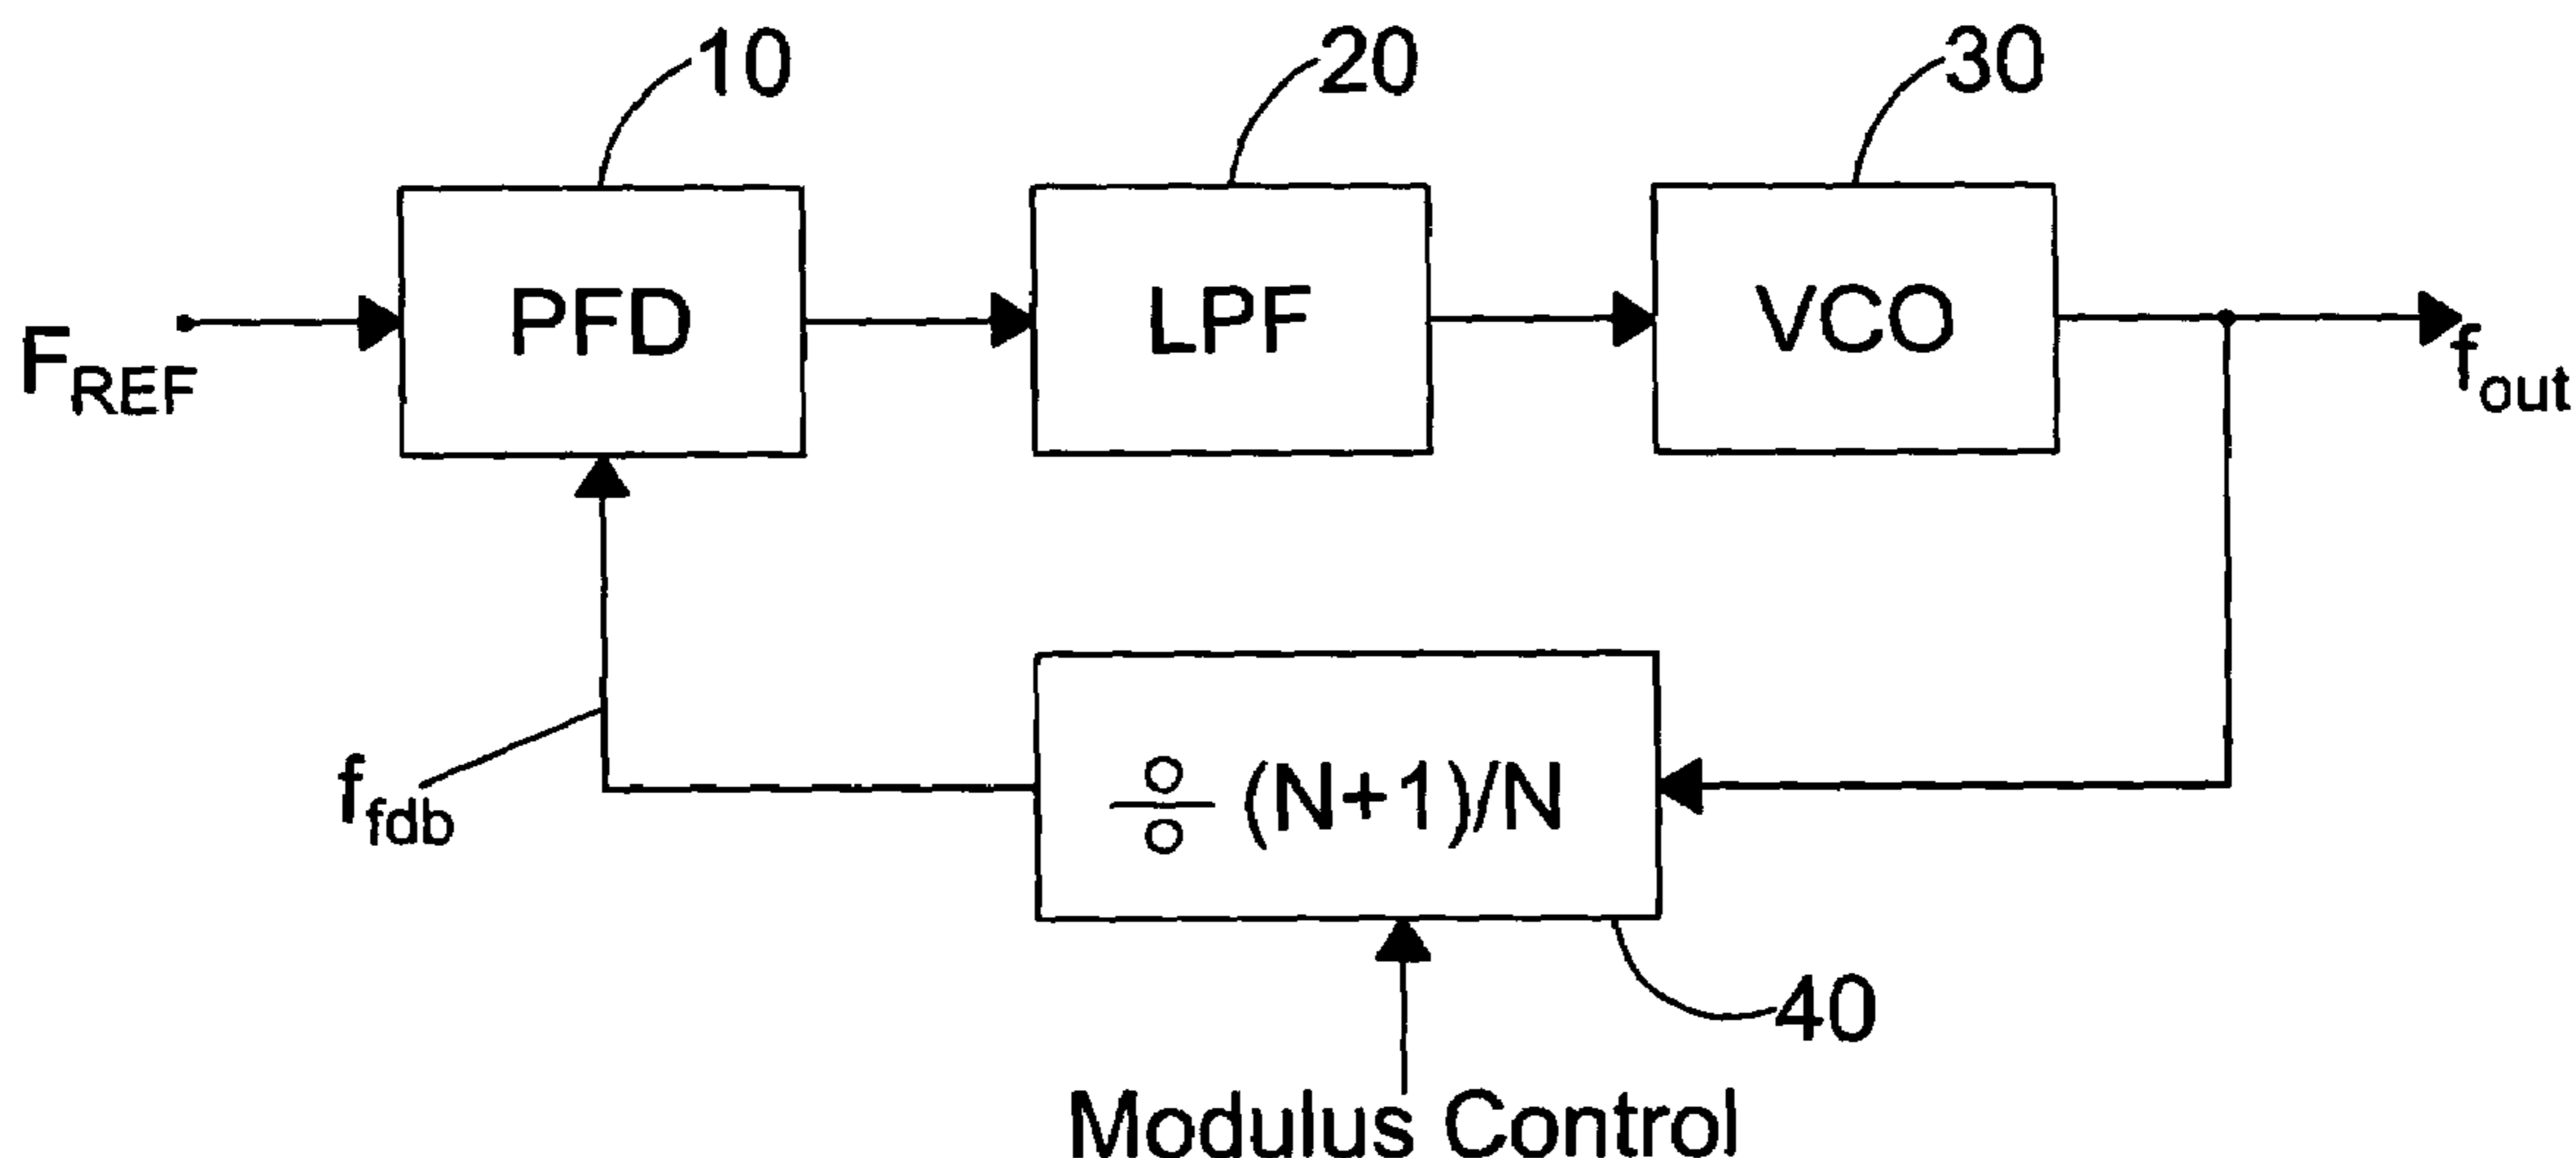 10
20
30
F_REF
PFD
LPF
VCO
f_out
f_fdb
÷ (N+1)/N
40
Modulus Control